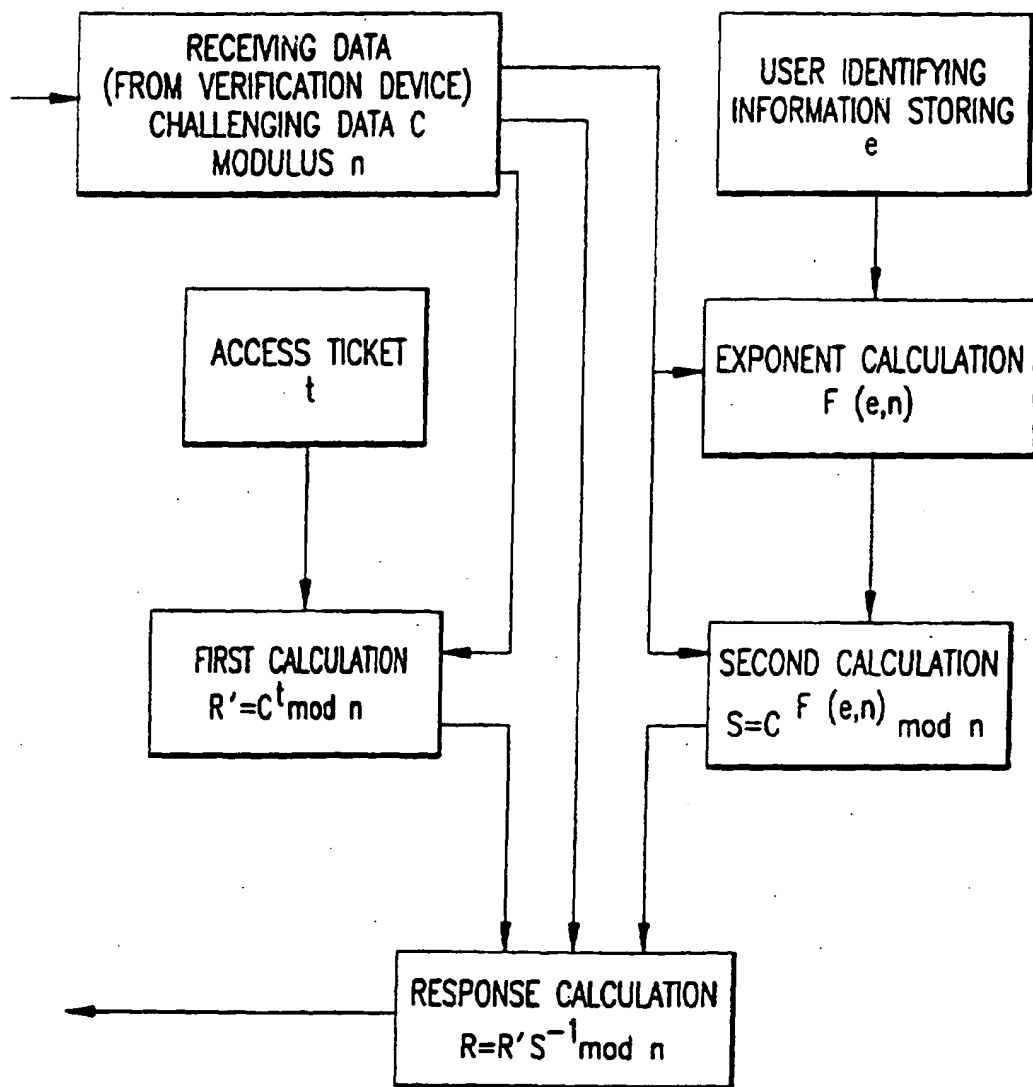 RECEIVING DATA
(FROM VERIFICATION DEVICE)
CHALLENGING DATA C
MODULUS n
USER IDENTIFYING
INFORMATION STORING
e
ACCESS TICKET
t
EXPONENT CALCULATION
F (e,n)
FIRST CALCULATION
R'=C^t mod n
SECOND CALCULATION
S=C^F (e,n) mod n
RESPONSE CALCULATION
R=R'S^-1 mod n